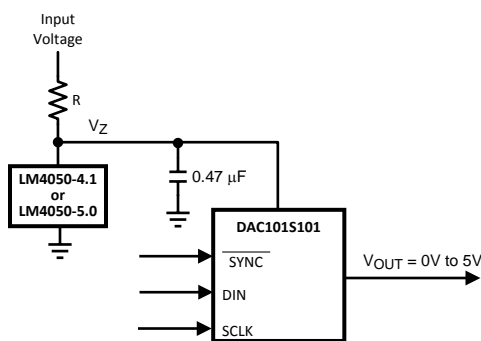 Input
Voltage
R
VZ
LM4050-4.1
or
LM4050-5.0
0.47 μF
DAC101S101
SYNC
DIN
SCLK
VOUT = 0V to 5V